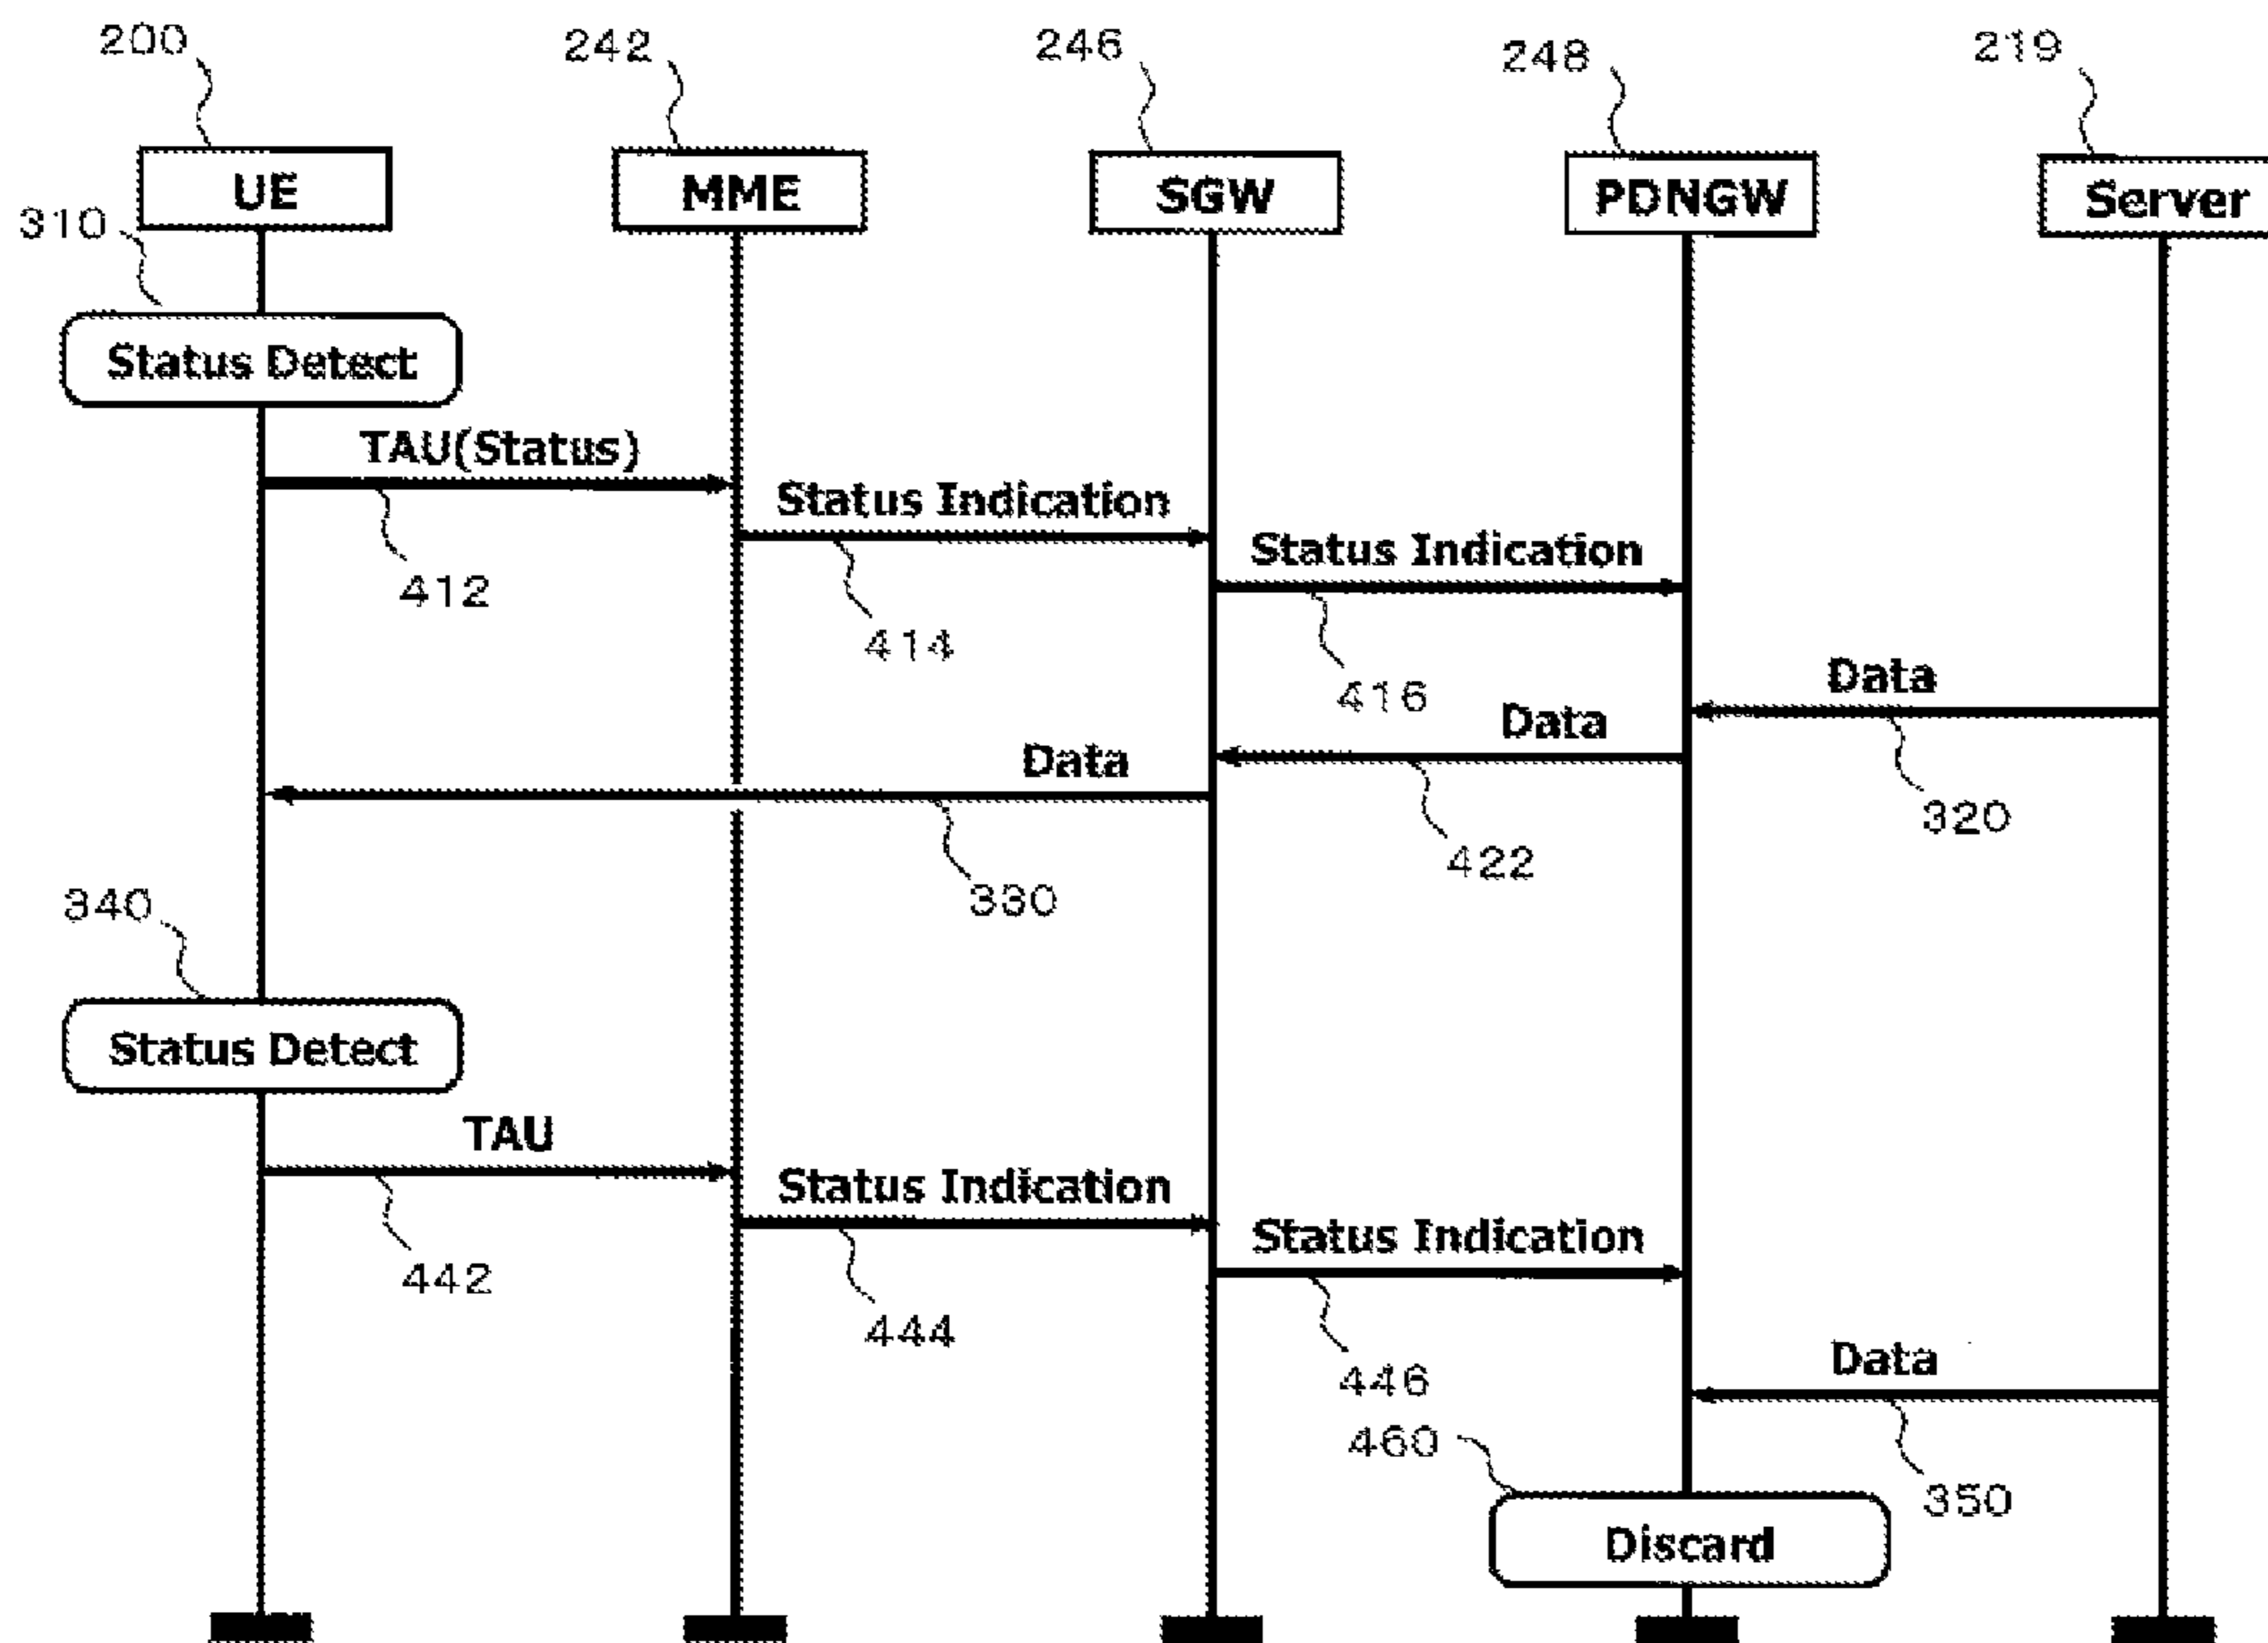 200
242
246
248
219
UE
MME
SGW
PDNGW
Server
310
Status Detect
TAU(Status)
412
Status Indication
414
Status Indication
416
Data
320
Data
422
Data
330
340
Status Detect
TAU
442
Status Indication
444
Status Indication
446
Data
350
460
Discard